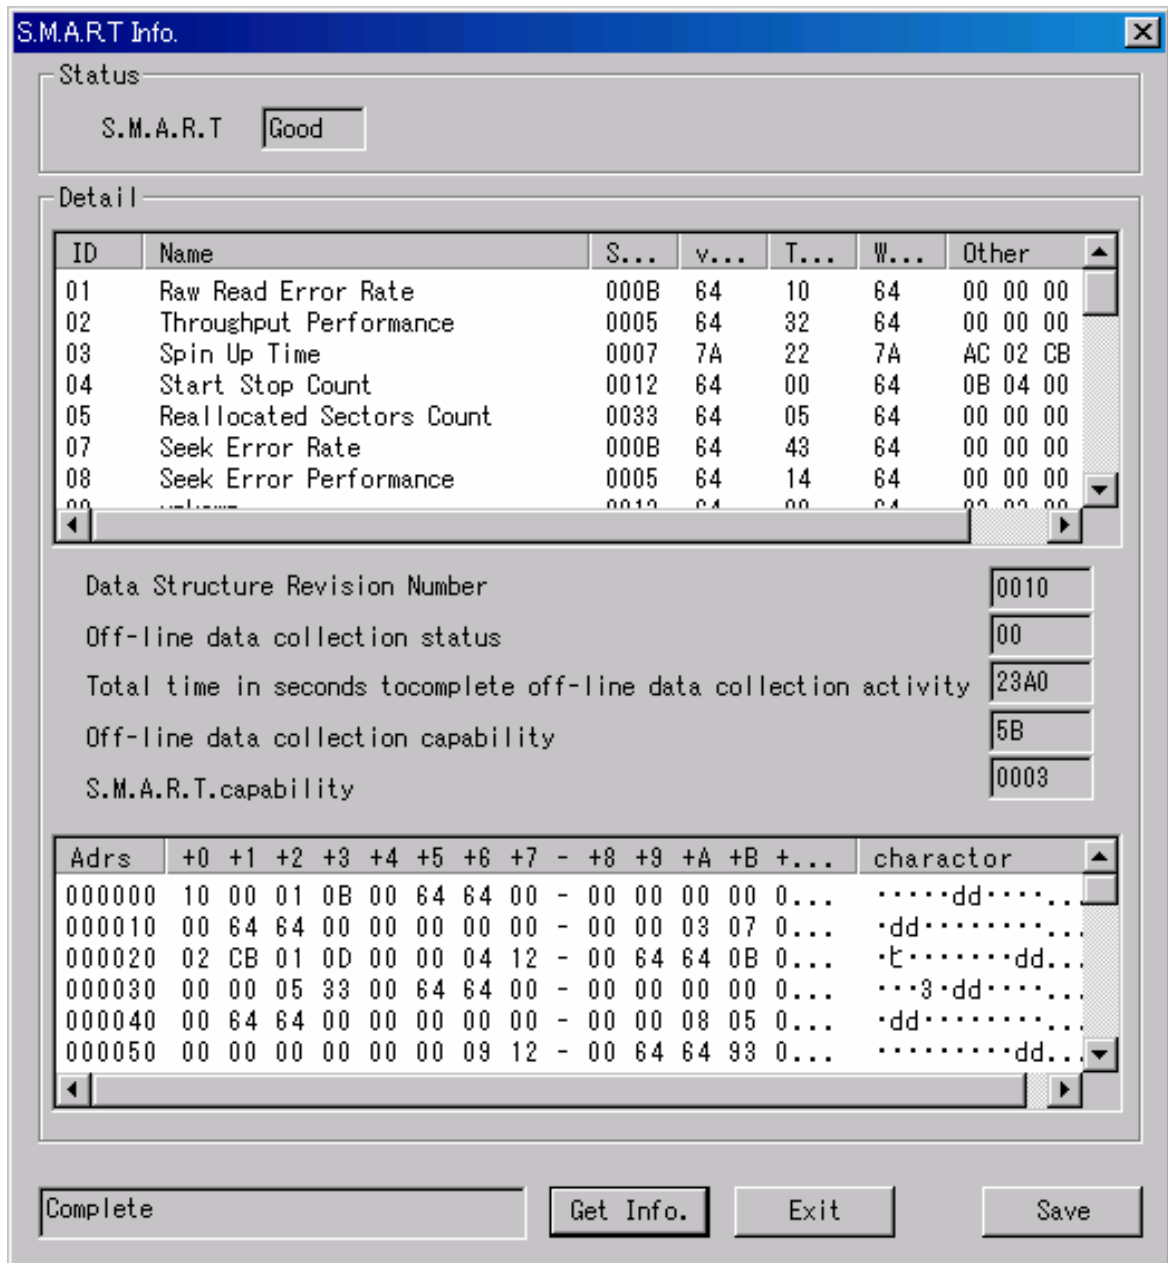 S.M.A.R.T Info.
Status
S.M.A.R.T Good
Detail
ID Name S... v... T... W... Other
01 Raw Read Error Rate 000B 64 10 64 00 00 00
02 Throughput Performance 0005 64 32 64 00 00 00
03 Spin Up Time 0007 7A 22 7A AC 02 CB
04 Start Stop Count 0012 64 00 64 0B 04 00
05 Reallocated Sectors Count 0033 64 05 64 00 00 00
07 Seek Error Rate 000B 64 43 64 00 00 00
08 Seek Error Performance 0005 64 14 64 00 00 00
Data Structure Revision Number 0010
Off-line data collection status 00
Total time in seconds tocomplete off-line data collection activity 23A0
Off-line data collection capability 5B
S.M.A.R.T.capability 0003
Adrs +0 +1 +2 +3 +4 +5 +6 +7 - +8 +9 +A +B +... charactor
000000 10 00 01 0B 00 64 64 00 - 00 00 00 00 0... ·····dd····...
000010 00 64 64 00 00 00 00 00 - 00 00 03 07 0... ·dd········...
000020 02 CB 01 0D 00 00 04 12 - 00 64 64 0B 0... ·ヒ·······dd...
000030 00 00 05 33 00 64 64 00 - 00 00 00 00 0... ···3·dd····...
000040 00 64 64 00 00 00 00 00 - 00 00 08 05 0... ·dd········...
000050 00 00 00 00 00 00 09 12 - 00 64 64 93 0... ·········dd...
Complete Get Info. Exit Save